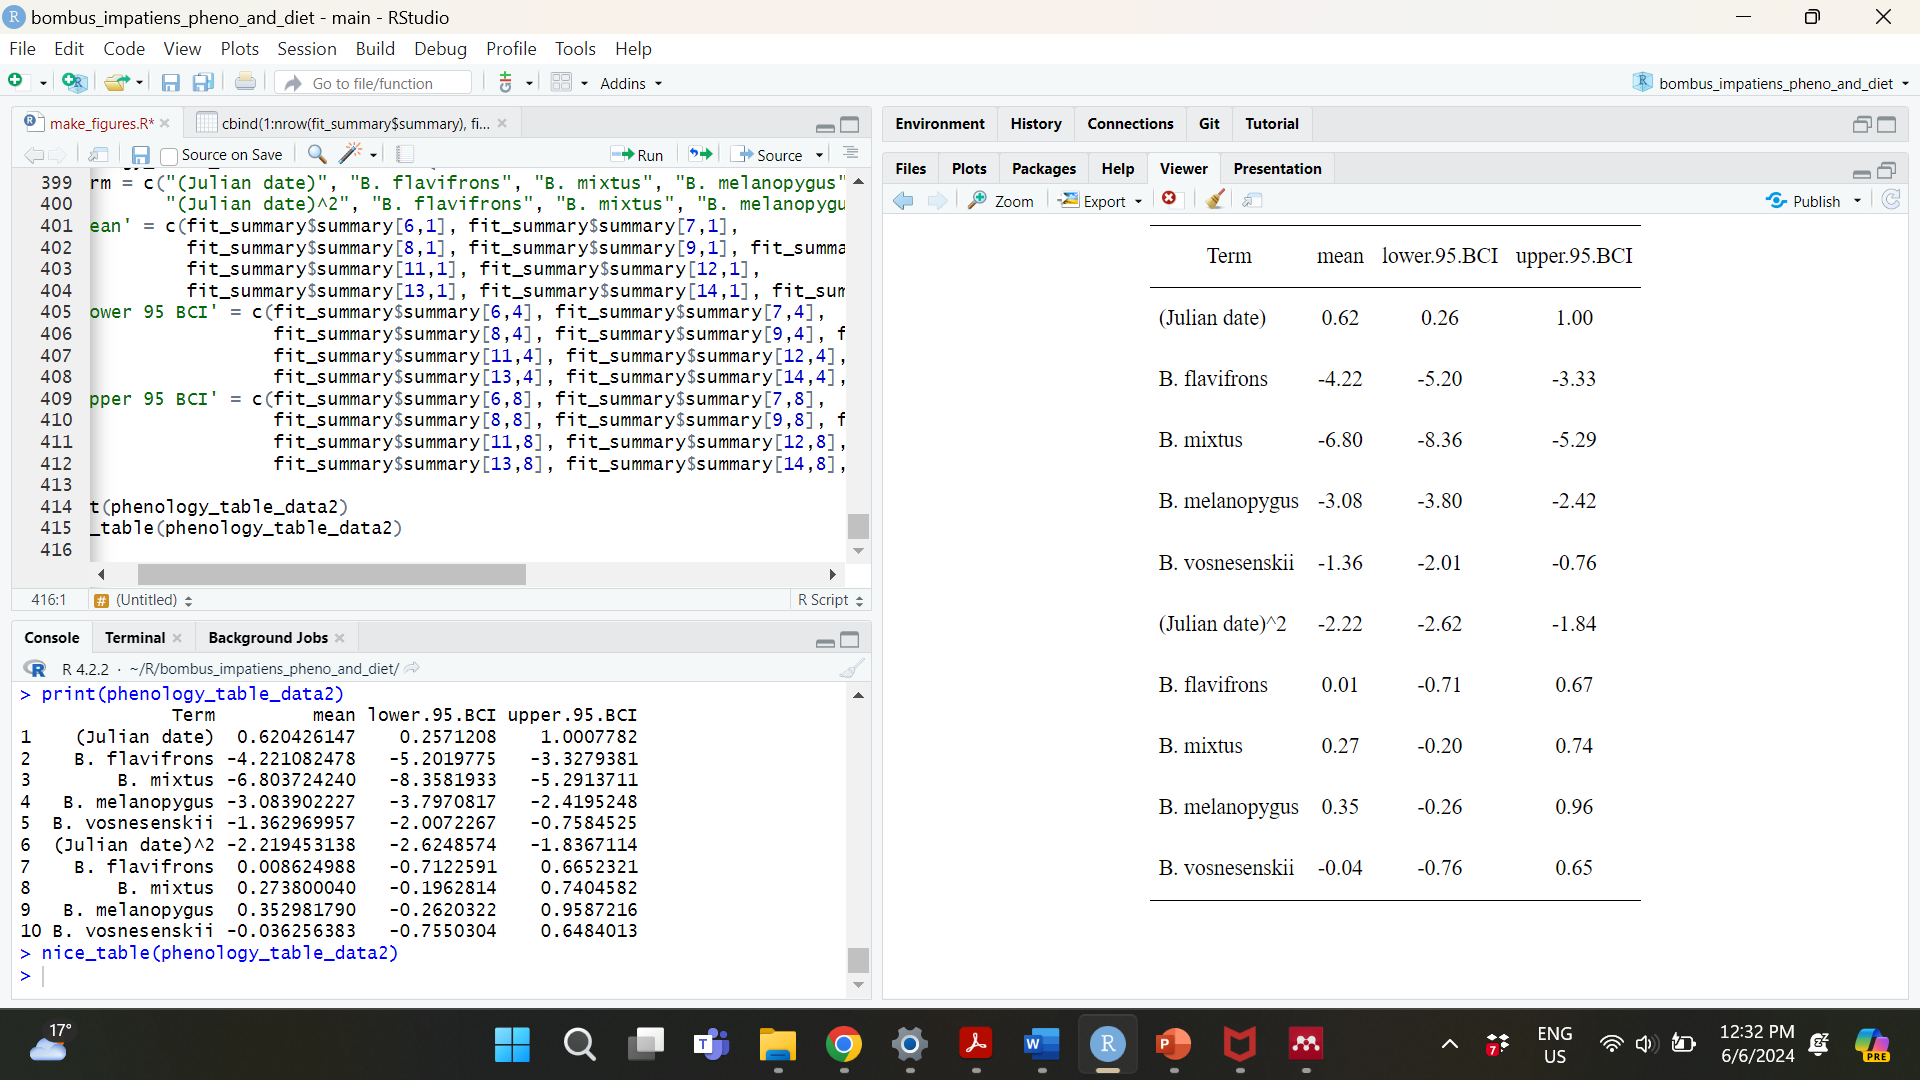 bombus_impatiens_pheno_and_diet - main - RStudio
File Edit Code View Plots Session Build Debug Profile Tools Help
Go to file/function
Addins
bombus_impatiens_pheno_and_diet
make_figures.R*
cbind(1:nrow(fit_summary$summary), fi...
Source on Save
Run
Source
399 rm = c("(Julian date)", "B. flavifrons", "B. mixtus", "B. melanopygus"
400 "(Julian date)^2", "B. flavifrons", "B. mixtus", "B. melanopygu
401 ean' = c(fit_summary$summary[6,1], fit_summary$summary[7,1],
402 fit_summary$summary[8,1], fit_summary$summary[9,1], fit_summa
403 fit_summary$summary[11,1], fit_summary$summary[12,1],
404 fit_summary$summary[13,1], fit_summary$summary[14,1], fit_sum
405 ower 95 BCI' = c(fit_summary$summary[6,4], fit_summary$summary[7,4],
406 fit_summary$summary[8,4], fit_summary$summary[9,4], f
407 fit_summary$summary[11,4], fit_summary$summary[12,4],
408 fit_summary$summary[13,4], fit_summary$summary[14,4],
409 pper 95 BCI' = c(fit_summary$summary[6,8], fit_summary$summary[7,8],
410 fit_summary$summary[8,8], fit_summary$summary[9,8], f
411 fit_summary$summary[11,8], fit_summary$summary[12,8],
412 fit_summary$summary[13,8], fit_summary$summary[14,8],
413
414 t(phenology_table_data2)
415 _table(phenology_table_data2)
416
416:1 # (Untitled) R Script
Console Terminal Background Jobs
R 4.2.2 · ~/R/bombus_impatiens_pheno_and_diet/
> print(phenology_table_data2)
Term mean lower.95.BCI upper.95.BCI
1 (Julian date) 0.620426147 0.2571208 1.0007782
2 B. flavifrons -4.221082478 -5.2019775 -3.3279381
3 B. mixtus -6.803724240 -8.3581933 -5.2913711
4 B. melanopygus -3.083902227 -3.7970817 -2.4195248
5 B. vosnesenskii -1.362969957 -2.0072267 -0.7584525
6 (Julian date)^2 -2.219453138 -2.6248574 -1.8367114
7 B. flavifrons 0.008624988 -0.7122591 0.6652321
8 B. mixtus 0.273800040 -0.1962814 0.7404582
9 B. melanopygus 0.352981790 -0.2620322 0.9587216
10 B. vosnesenskii -0.036256383 -0.7550304 0.6484013
> nice_table(phenology_table_data2)
>
Environment History Connections Git Tutorial
Files Plots Packages Help Viewer Presentation
Zoom Export Publish
Term mean lower.95.BCI upper.95.BCI
(Julian date) 0.62 0.26 1.00
B. flavifrons -4.22 -5.20 -3.33
B. mixtus -6.80 -8.36 -5.29
B. melanopygus -3.08 -3.80 -2.42
B. vosnesenskii -1.36 -2.01 -0.76
(Julian date)^2 -2.22 -2.62 -1.84
B. flavifrons 0.01 -0.71 0.67
B. mixtus 0.27 -0.20 0.74
B. melanopygus 0.35 -0.26 0.96
B. vosnesenskii -0.04 -0.76 0.65
17°
7
ENG
US
12:32 PM
6/6/2024
PRE